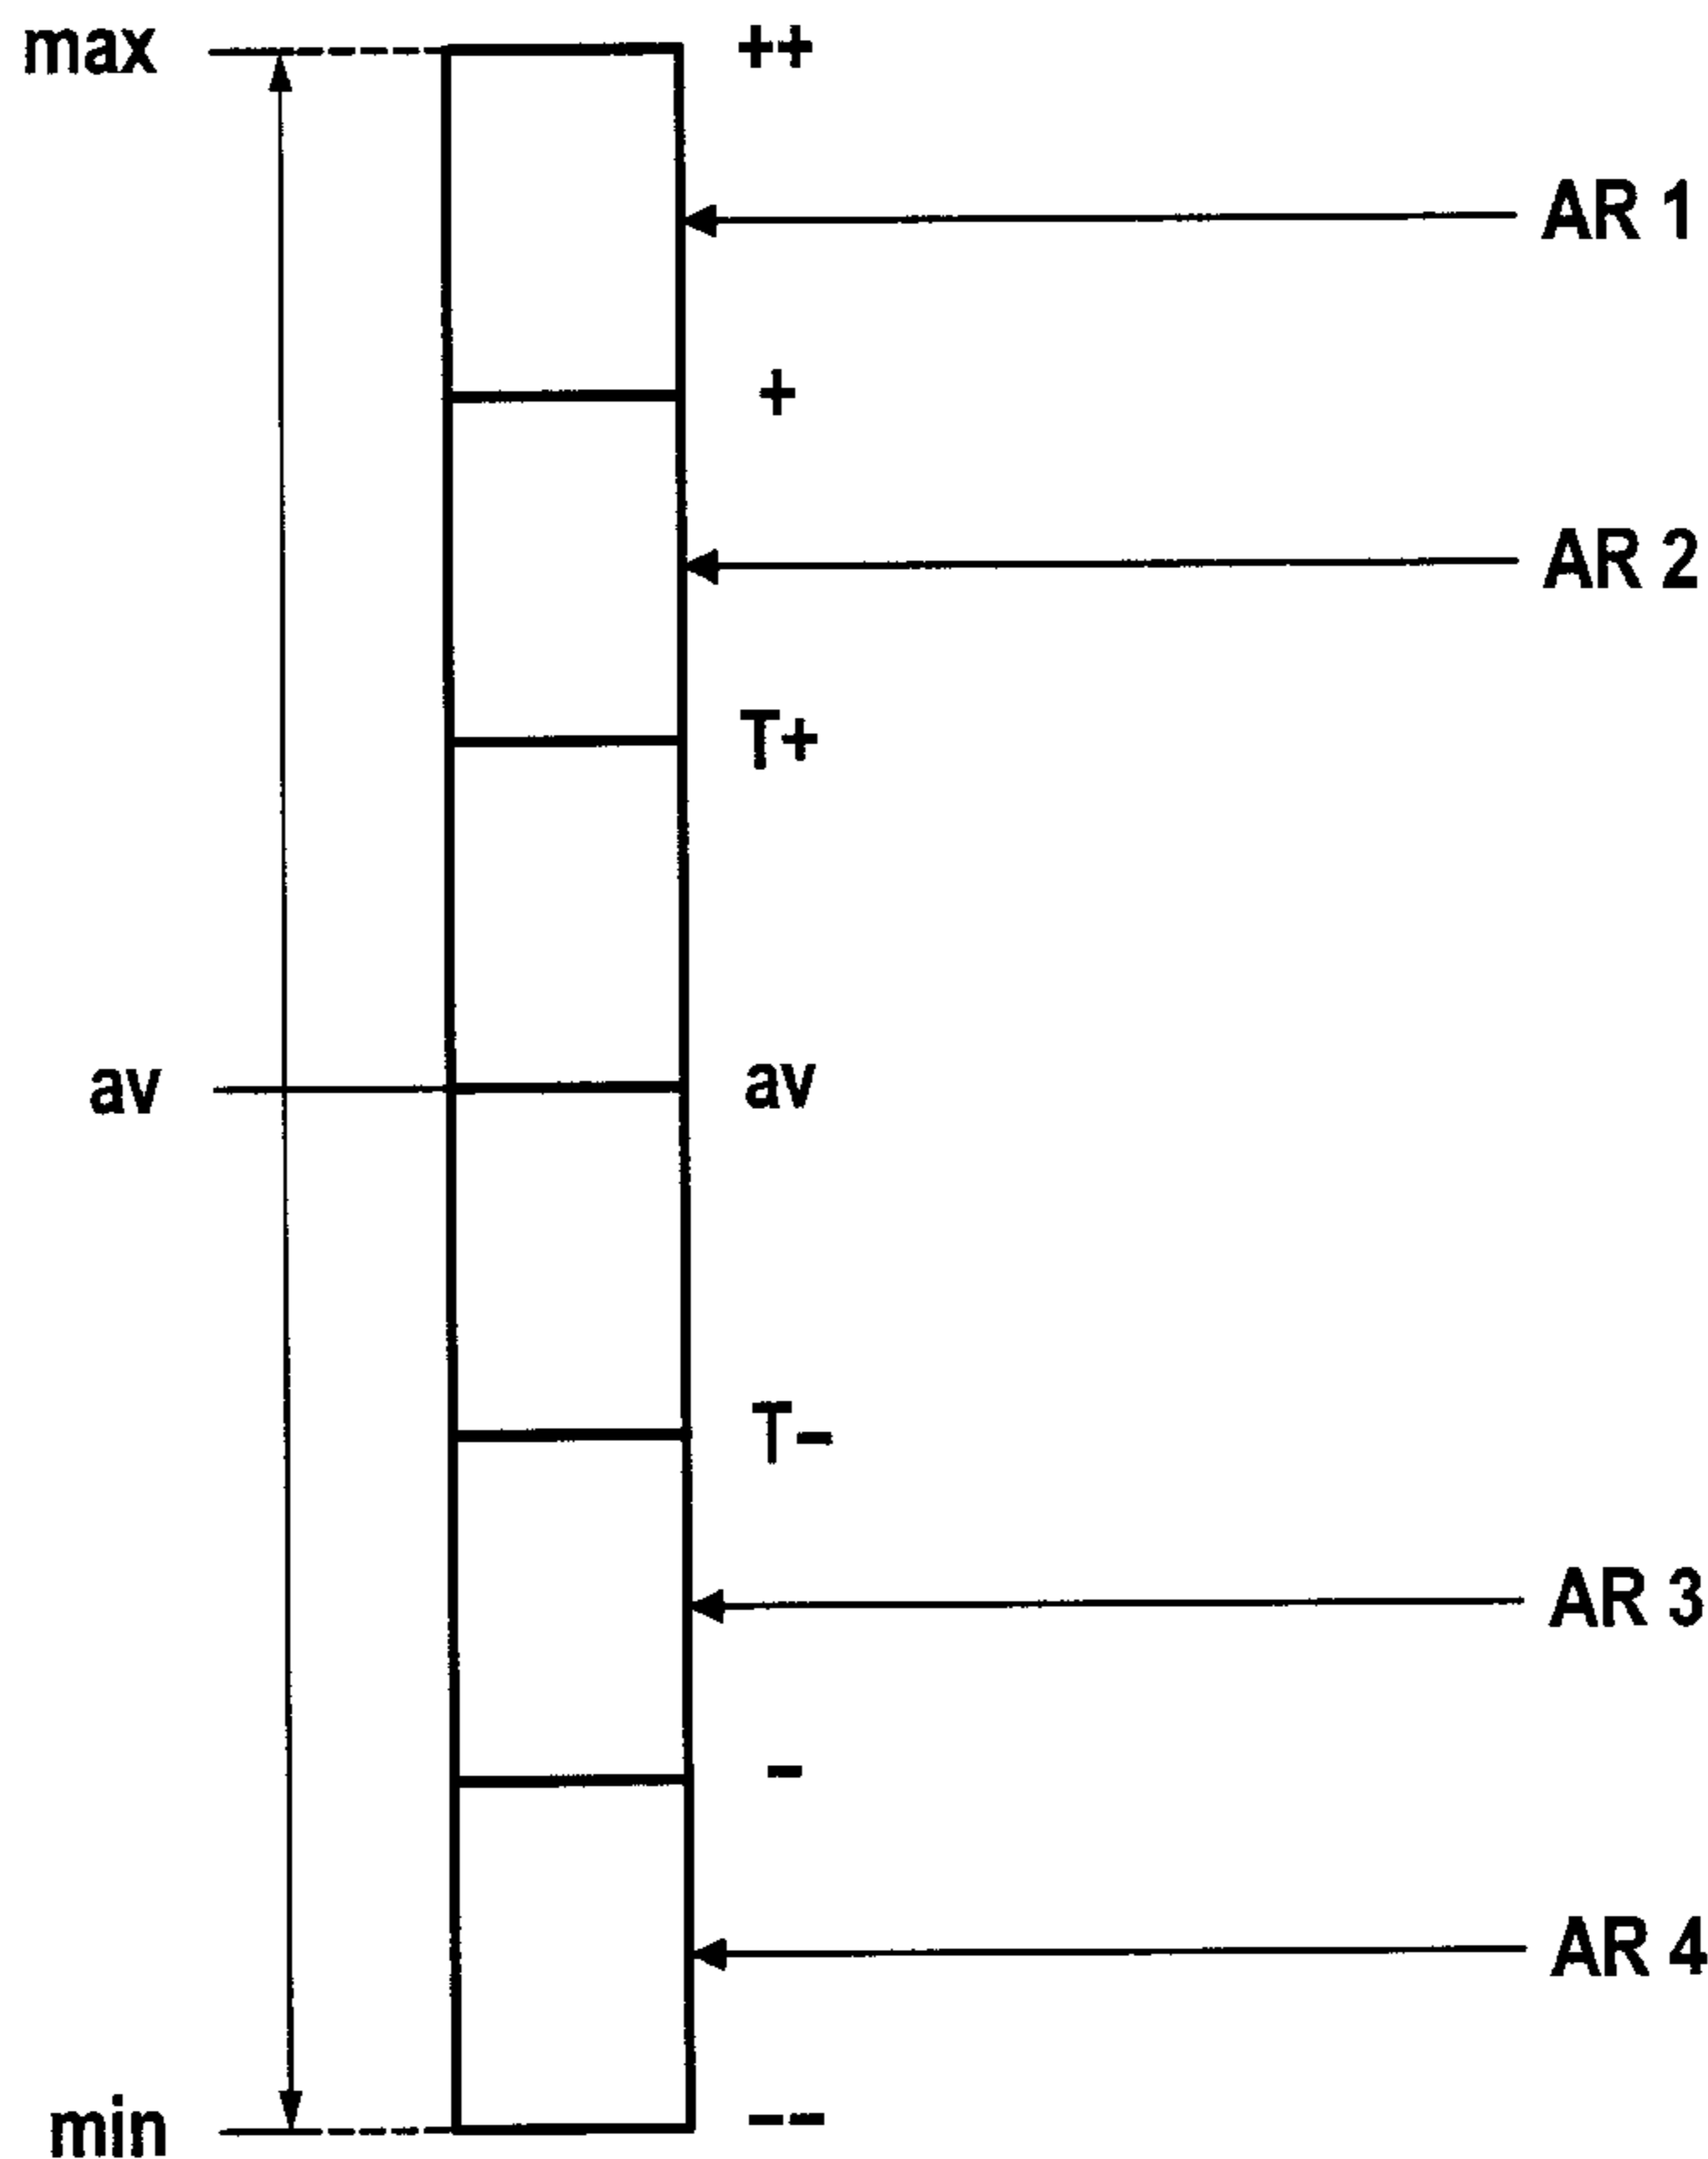 max ++
AR 1
+
AR 2
T+
av av
T–
AR 3
–
AR 4
min – –